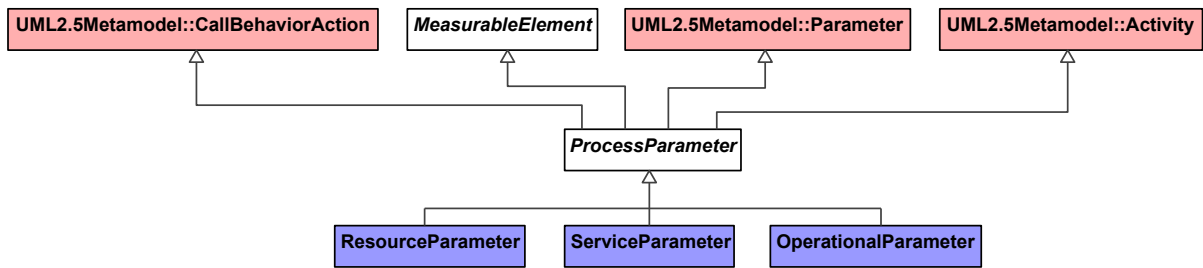 UML2.5Metamodel::CallBehaviorAction
MeasurableElement
UML2.5Metamodel::Parameter
UML2.5Metamodel::Activity
ProcessParameter
ResourceParameter
ServiceParameter
OperationalParameter